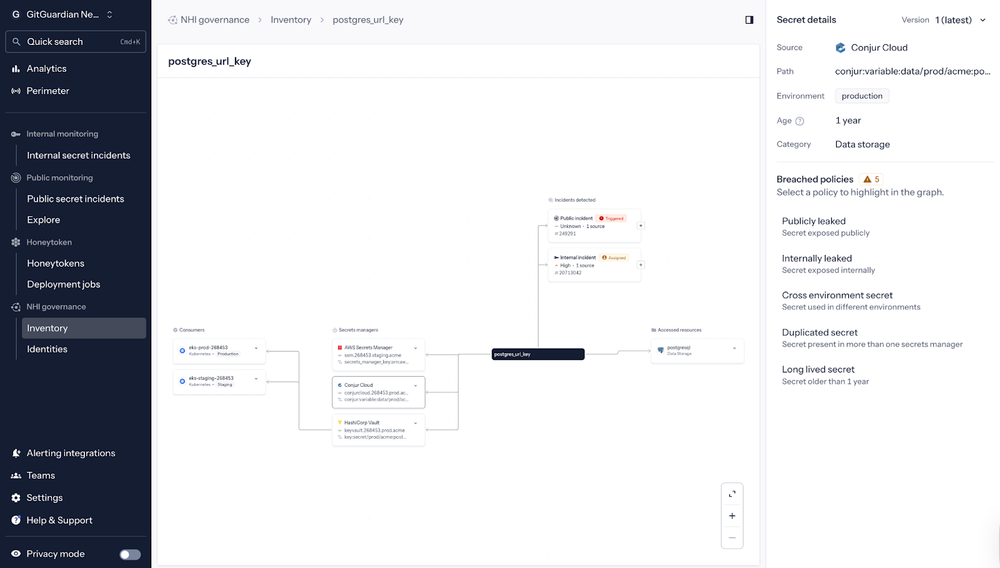 GitGuardian Ne...
Quick search
Cmd+K
Analytics
Perimeter
Internal monitoring
Internal secret incidents
Public monitoring
Public secret incidents
Explore
Honeytoken
Honeytokens
Deployment jobs
NHI governance
Inventory
Identities
Alerting integrations
Teams
Settings
Help & Support
Privacy mode
NHI governance > Inventory > postgres_url_key
postgres_url_key
Incidents detected
Public incident Triggered
Unknown · 1 source
Internal incident Assigned
High · 1 source
20713042
Consumers
eks-prod-268453
Kubernetes • Production
eks-staging-268453
Kubernetes • Staging
Secrets managers
AWS Secrets Manager
ssm.268453.staging.acme
Conjur Cloud
conjurcloud.268453.prod.ac...
conjur:variable:data/prod/ac...
HashiCorp Vault
keyvault.268453.prod.acme
key:secret/prod/acme:post...
postgres_url_key
Accessed resources
postgresql
Data Storage
Secret details
Version 1 (latest)
Source Conjur Cloud
Path conjur:variable:data/prod/acme:po...
Environment production
Age 1 year
Category Data storage
Breached policies 5
Select a policy to highlight in the graph.
Publicly leaked
Secret exposed publicly
Internally leaked
Secret exposed internally
Cross environment secret
Secret used in different environments
Duplicated secret
Secret present in more than one secrets manager
Long lived secret
Secret older than 1 year